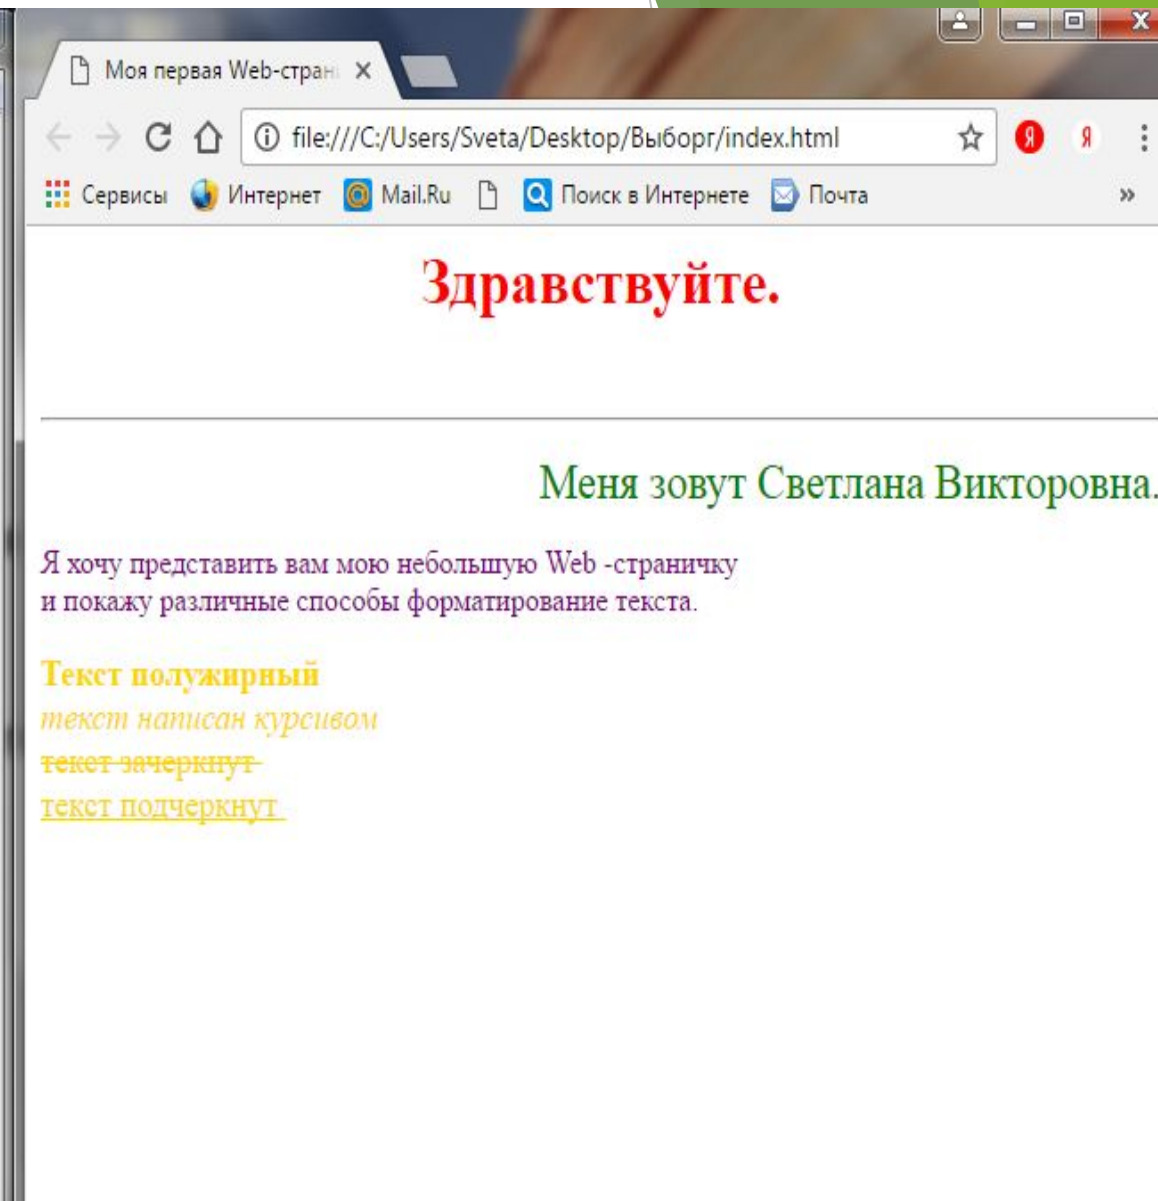 Моя первая Web-стран
file:///C:/Users/Sveta/Desktop/Выборг/index.html
Я Я
Сервисы Интернет Mail.Ru Поиск в Интернете Почта »
Здравствуйте.
Меня зовут Светлана Викторовна.
Я хочу представить вам мою небольшую Web -страничку
и покажу различные способы форматирование текста.
Текст полужирный
текст написан курсивом
текст зачеркнут
текст подчеркнут